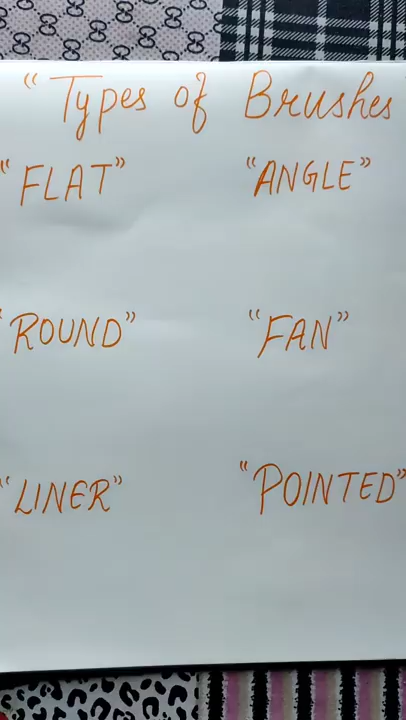 "Types of Brushes
"FLAT" "ANGLE"
"ROUND" "FAN"
"LINER" "POINTED"